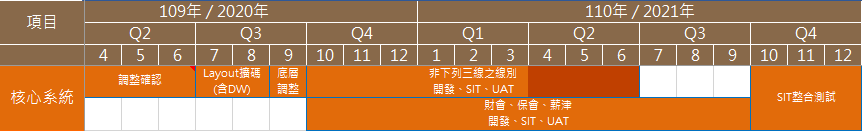 項目
109年 / 2020年
110年 / 2021年
Q2
Q3
Q4
Q1
Q2
Q3
Q4
4
5
6
7
8
9
10
11
12
1
2
3
4
5
6
7
8
9
10
11
12
核心系統
調整確認
Layout擴碼
(含DW)
底層
調整
非下列三線之線別
開發、SIT、UAT
財會、保會、薪津
開發、SIT、UAT
SIT整合測試